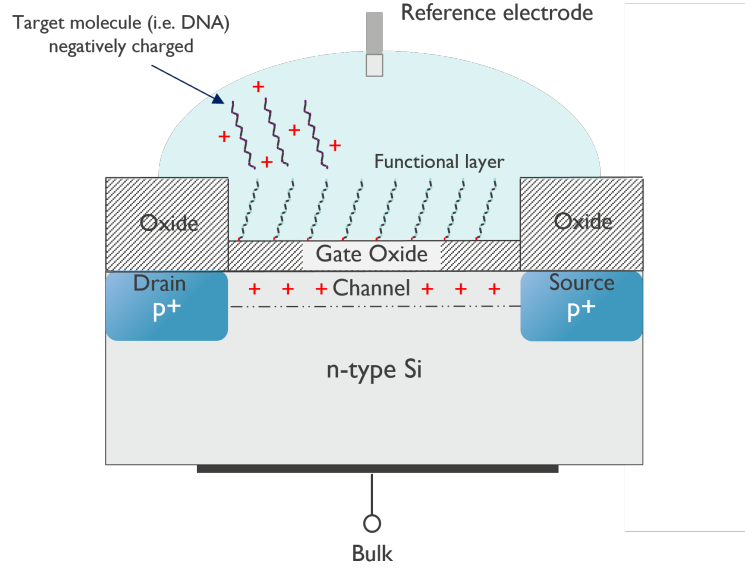 Reference electrode
Target molecule (i.e. DNA)
negatively charged
+
+
+
+
+
Functional layer
Oxide
Oxide
Gate Oxide
Drain
Source
+ + + Channel + + +
p+
p+
n-type Si
Bulk